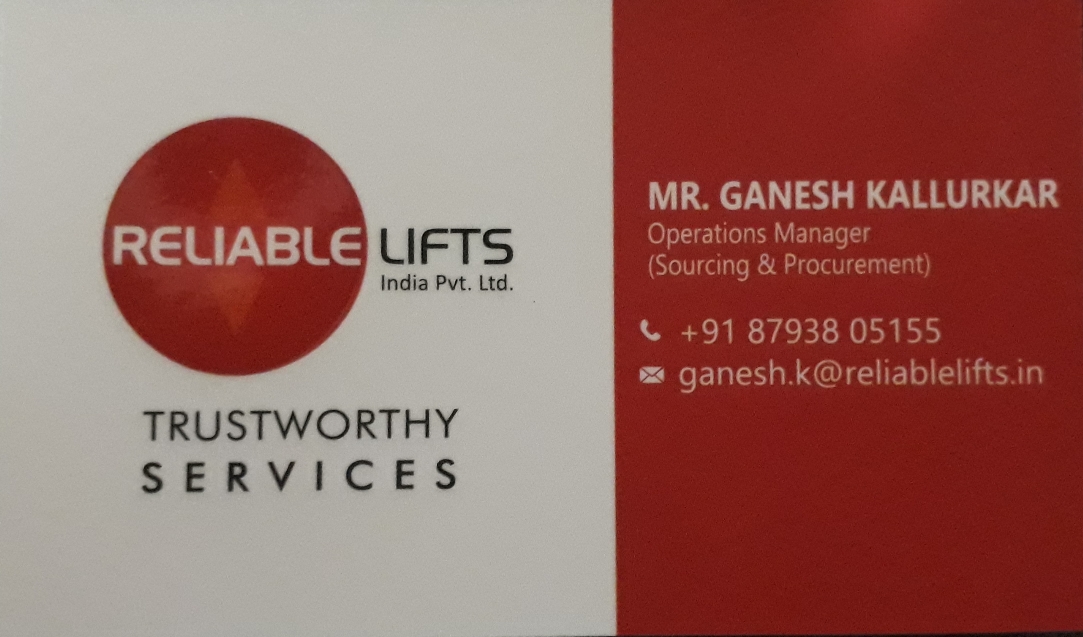 RELIABLE LIFTS
India Pvt. Ltd.
TRUSTWORTHY
SERVICES
MR. GANESH KALLURKAR
Operations Manager
(Sourcing & Procurement)
+91 87938 05155
ganesh.k@reliablelifts.in